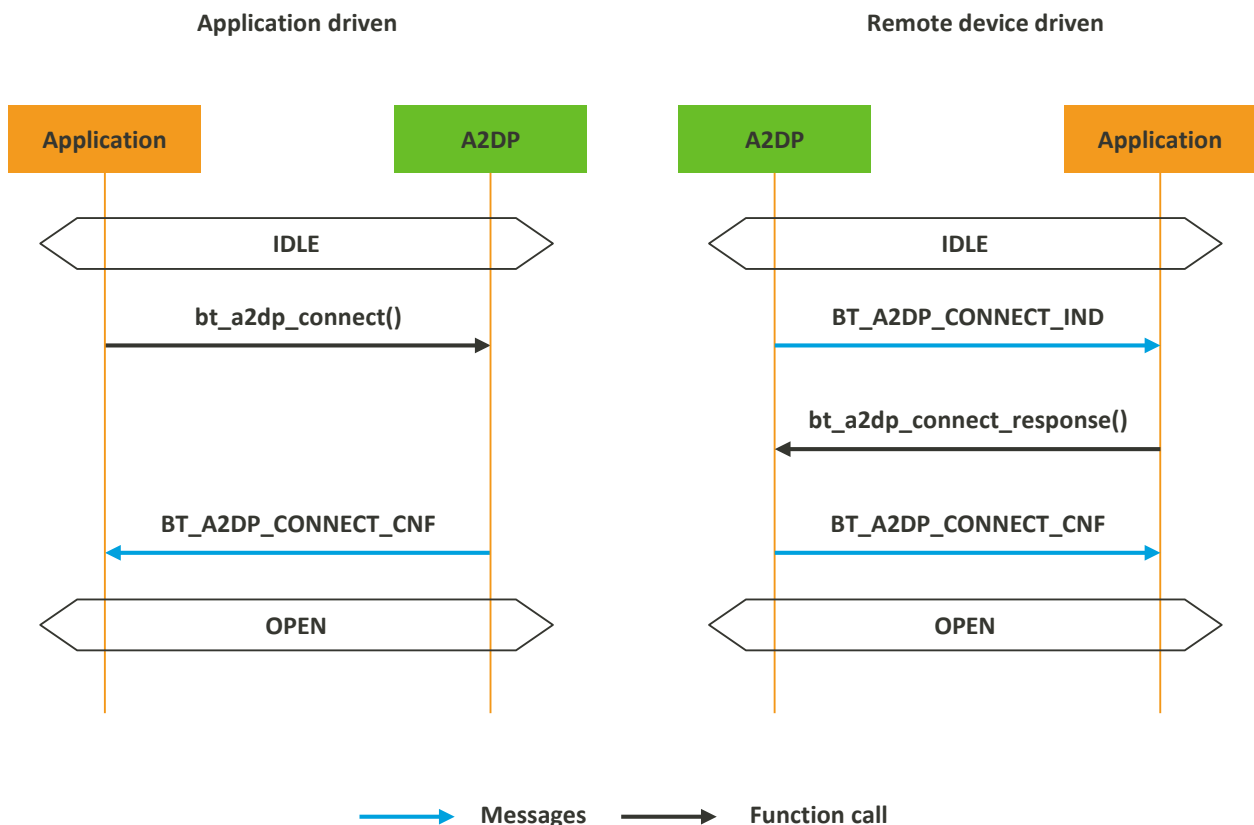 Application driven
Remote device driven
Application
A2DP
A2DP
Application
IDLE
IDLE
bt_a2dp_connect()
BT_A2DP_CONNECT_IND
bt_a2dp_connect_response()
BT_A2DP_CONNECT_CNF
BT_A2DP_CONNECT_CNF
OPEN
OPEN
Messages
Function call